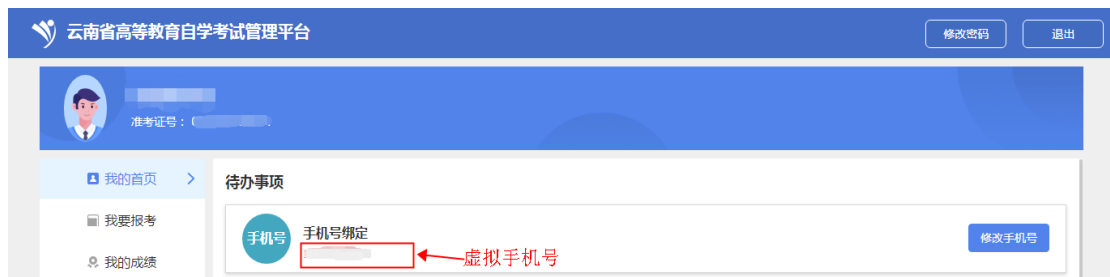 云南省高等教育自学考试管理平台
修改密码
退出
准考证号：
我的首页
待办事项
我要报考
手机号
手机号绑定
修改手机号
虚拟手机号
我的成绩